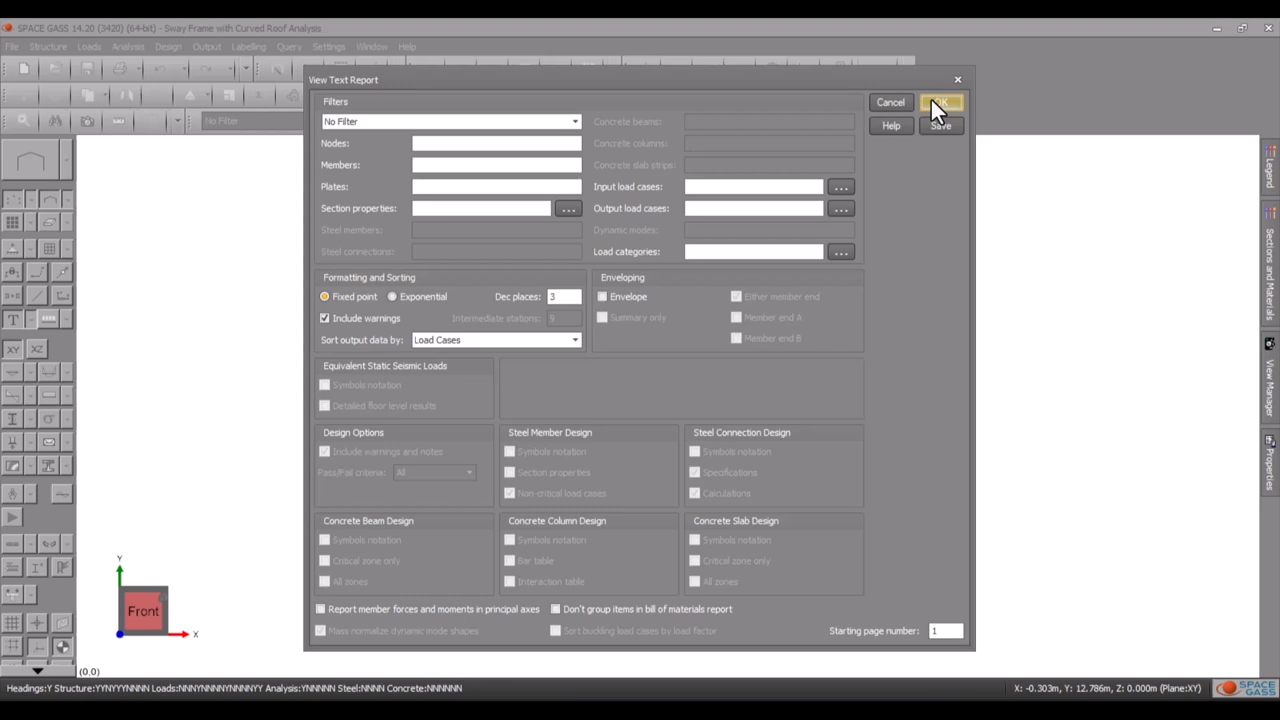 SPACE GASS 14.20 (3420) (64-bit) - Sway Frame with Curved Roof Analysis
File Structure Loads Analysis Design Output Labelling Query Settings Window Help
View Text Report
Filters
Cancel OK
No Filter
Concrete beams:
Help Save
No Filter
Nodes:
Concrete columns:
Members:
Concrete slab strips:
Plates:
Input load cases: ...
Section properties: ...
Output load cases: ...
Steel members:
Dynamic modes:
Steel connections:
Load categories: ...
Legend
Sections and Materials
View Manager
Properties
Formatting and Sorting
Enveloping
Fixed point Exponential Dec places: 3
Envelope Either member end
Include warnings Intermediate stations: 9
Summary only Member end A
Sort output data by: Load Cases
Member end B
Equivalent Static Seismic Loads
Symbols notation
Detailed floor level results
Design Options
Steel Member Design
Steel Connection Design
Include warnings and notes
Symbols notation
Symbols notation
Pass/Fail criteria: All
Section properties
Specifications
Non-critical load cases
Calculations
Concrete Beam Design
Concrete Column Design
Concrete Slab Design
Symbols notation
Symbols notation
Symbols notation
Critical zone only
Bar table
Critical zone only
All zones
Interaction table
All zones
Report member forces and moments in principal axes
Don't group items in bill of materials report
Mass normalize dynamic mode shapes
Sort buckling load cases by load factor
Starting page number: 1
XY XZ
Y
Front
X
(0,0)
Headings:Y Structure:YYNYYYNNNN Loads:NNNYNNNNYNNNNYY Analysis:YNNNNN Steel:NNNN Concrete:NNNNNN
X: -0.303m, Y: 12.786m, Z: 0.000m (Plane:XY)
SPACE GASS